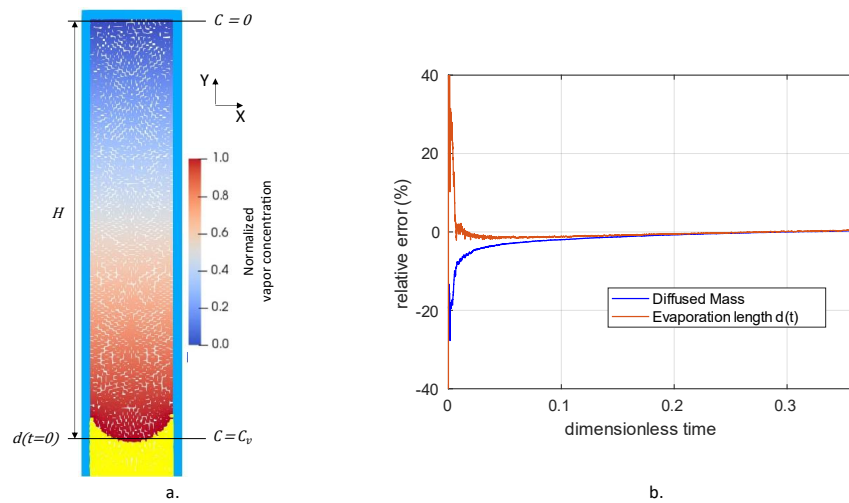 C = 0
Y
X
H
1.0
0.8
0.6
0.4
0.2
0.0
Normalized
vapor concentration
d(t=0)
C=Cᵥ
a.
40
20
0
-20
-40
relative error (%)
Diffused Mass
Evaporation length d(t)
0
0.1
0.2
0.3
dimensionless time
b.